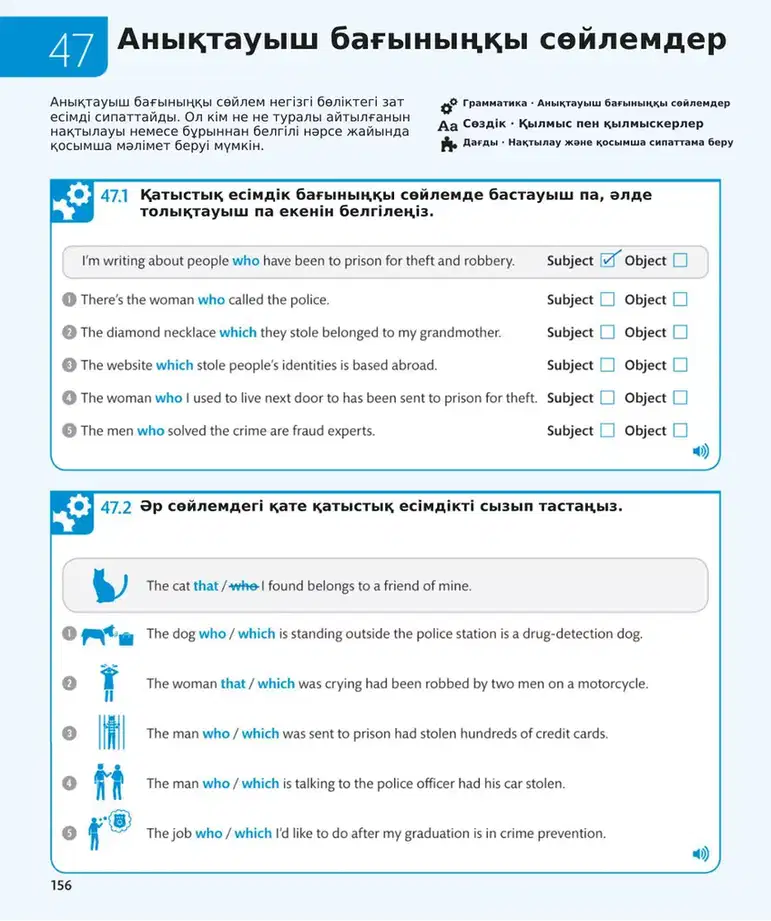 47
Анықтауыш бағыныңқы сөйлемдер
Анықтауыш бағыныңқы сөйлем негізгі бөліктегі зат
есімді сипаттайды. Ол кім не не туралы айтылғанын
нақтылауы немесе бұрыннан белгілі нәрсе жайында
қосымша мәлімет беруі мүмкін.
Грамматика · Анықтауыш бағыныңқы сөйлемдер
Aa Сөздік · Қылмыс пен қылмыскерлер
Дағды · Нақтылау және қосымша сипаттама беру
47.1 Қатыстық есімдік бағыныңқы сөйлемде бастауыш па, әлде
толықтауыш па екенін белгілеңіз.
I'm writing about people who have been to prison for theft and robbery. Subject Object
1 There's the woman who called the police. Subject Object
2 The diamond necklace which they stole belonged to my grandmother. Subject Object
3 The website which stole people's identities is based abroad. Subject Object
4 The woman who I used to live next door to has been sent to prison for theft. Subject Object
5 The men who solved the crime are fraud experts. Subject Object
47.2 Әр сөйлемдегі қате қатыстық есімдікті сызып тастаңыз.
The cat that / who I found belongs to a friend of mine.
1 The dog who / which is standing outside the police station is a drug-detection dog.
2 The woman that / which was crying had been robbed by two men on a motorcycle.
3 The man who / which was sent to prison had stolen hundreds of credit cards.
4 The man who / which is talking to the police officer had his car stolen.
5 The job who / which I'd like to do after my graduation is in crime prevention.
156